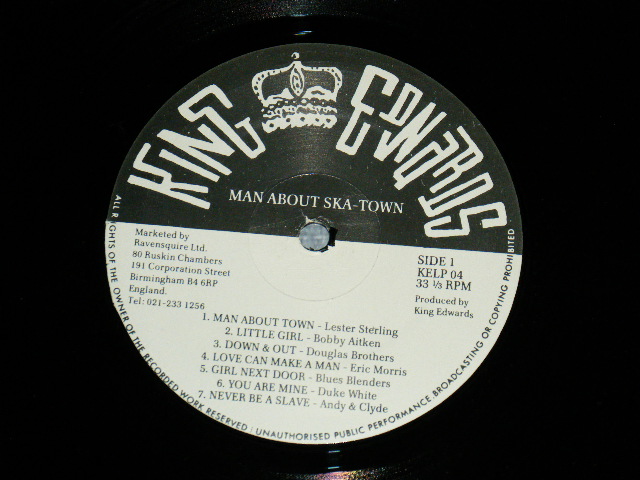 KING EDWARDS
MAN ABOUT SKA-TOWN
Marketed by
Ravensquire Ltd.
80 Ruskin Chambers
191 Corporation Street
Birmingham B4 6RP
England.
Tel: 021-233 1256
SIDE 1
KELP 04
33 ⅓ RPM
Produced by
King Edwards
1. MAN ABOUT TOWN - Lester Sterling
2. LITTLE GIRL - Bobby Aitken
3. DOWN & OUT - Douglas Brothers
4. LOVE CAN MAKE A MAN - Eric Morris
5. GIRL NEXT DOOR - Blues Blenders
6. YOU ARE MINE - Duke White
7. NEVER BE A SLAVE - Andy & Clyde
ALL RIGHTS OF THE OWNER OF THE RECORDED WORK RESERVED / UNAUTHORISED PUBLIC PERFORMANCE BROADCASTING OR COPYING PROHIBITED